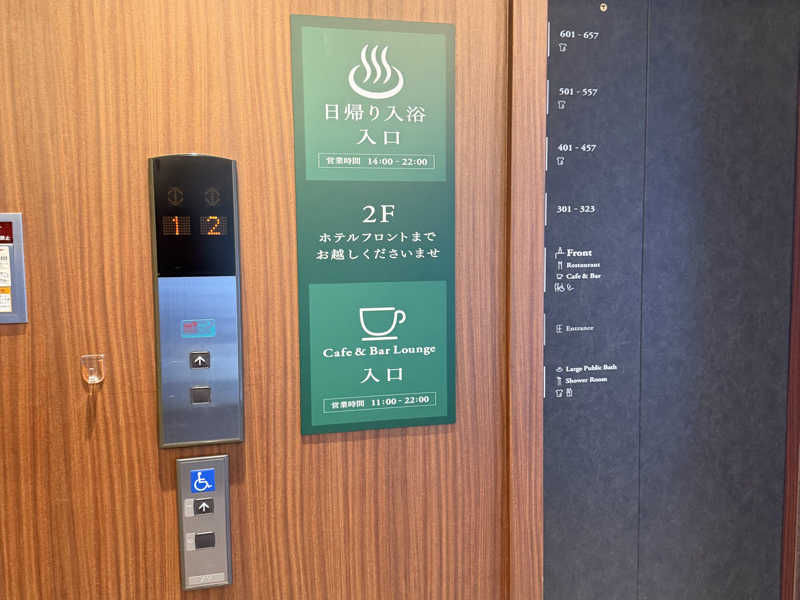 禁止
1 2
日帰り入浴
入口
営業時間 14:00 - 22:00
2F
ホテルフロントまで
お越しくださいませ
Cafe & Bar Lounge
入口
営業時間 11:00 - 22:00
601 - 657
501 - 557
401 - 457
301 - 323
Front
Restaurant
Cafe & Bar
Entrance
Large Public Bath
Shower Room